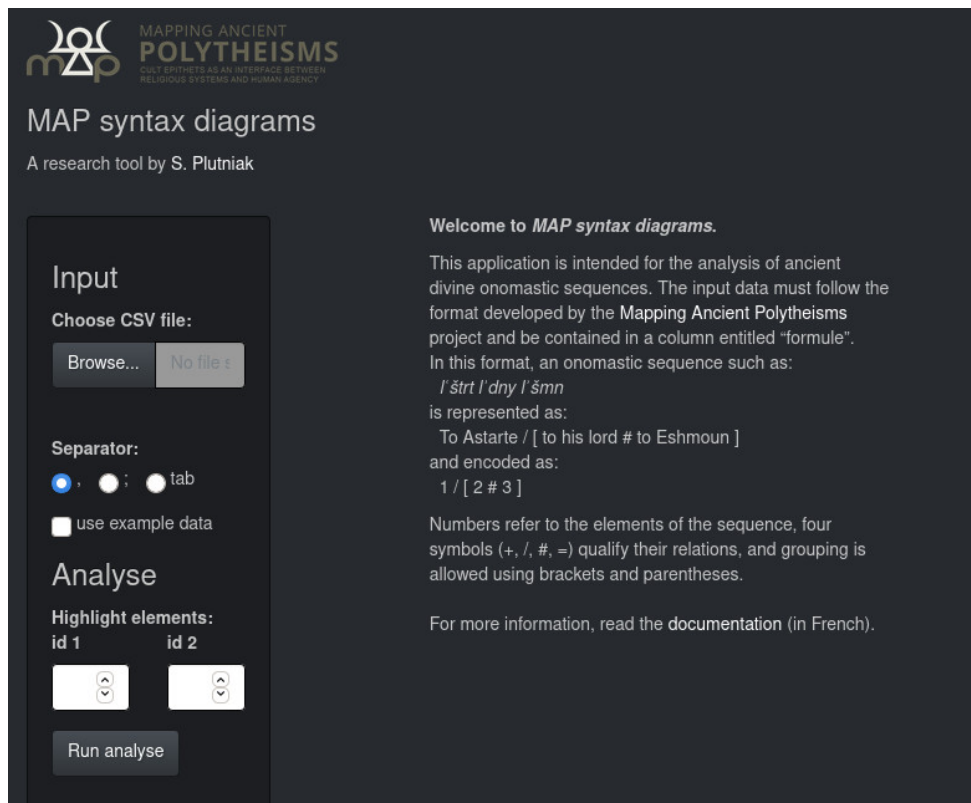 MAPPING ANCIENT
POLYTHEISMS
CULT EPITHETS AS AN INTERFACE BETWEEN
RELIGIOUS SYSTEMS AND HUMAN AGENCY
map
MAP syntax diagrams
A research tool by S. Plutniak
Input
Choose CSV file:
Browse... No file s
Separator:
, ; tab
use example data
Analyse
Highlight elements:
id 1 id 2
Run analyse
Welcome to MAP syntax diagrams.
This application is intended for the analysis of ancient
divine onomastic sequences. The input data must follow the
format developed by the Mapping Ancient Polytheisms
project and be contained in a column entitled “formule”.
In this format, an onomastic sequence such as:
lʿštrt lʾdny lʾšmn
is represented as:
To Astarte / [ to his lord # to Eshmoun ]
and encoded as:
1 / [ 2 # 3 ]
Numbers refer to the elements of the sequence, four
symbols (+, /, #, =) qualify their relations, and grouping is
allowed using brackets and parentheses.
For more information, read the documentation (in French).